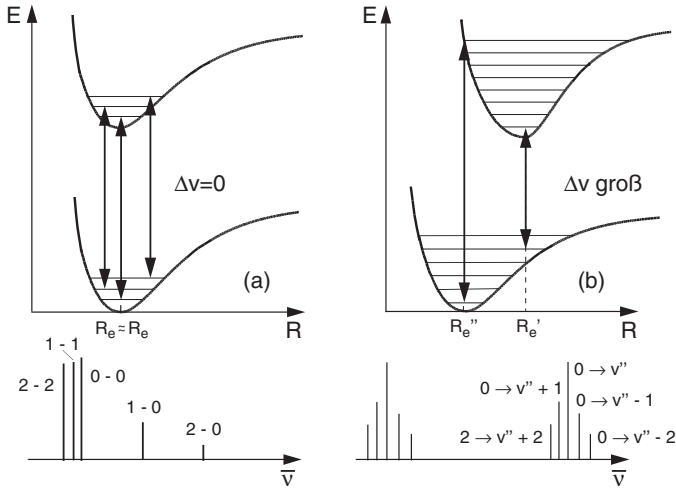 E
Δv=0
(a)
R
Rₑ ≈ Rₑ
1 - 1
2 - 2
0 - 0
1 - 0
2 - 0
ν̄
E
Δv groß
(b)
R
Rₑ"
Rₑ'
0 → v"
0 → v" + 1
0 → v" - 1
2 → v" + 2
0 → v" - 2
ν̄